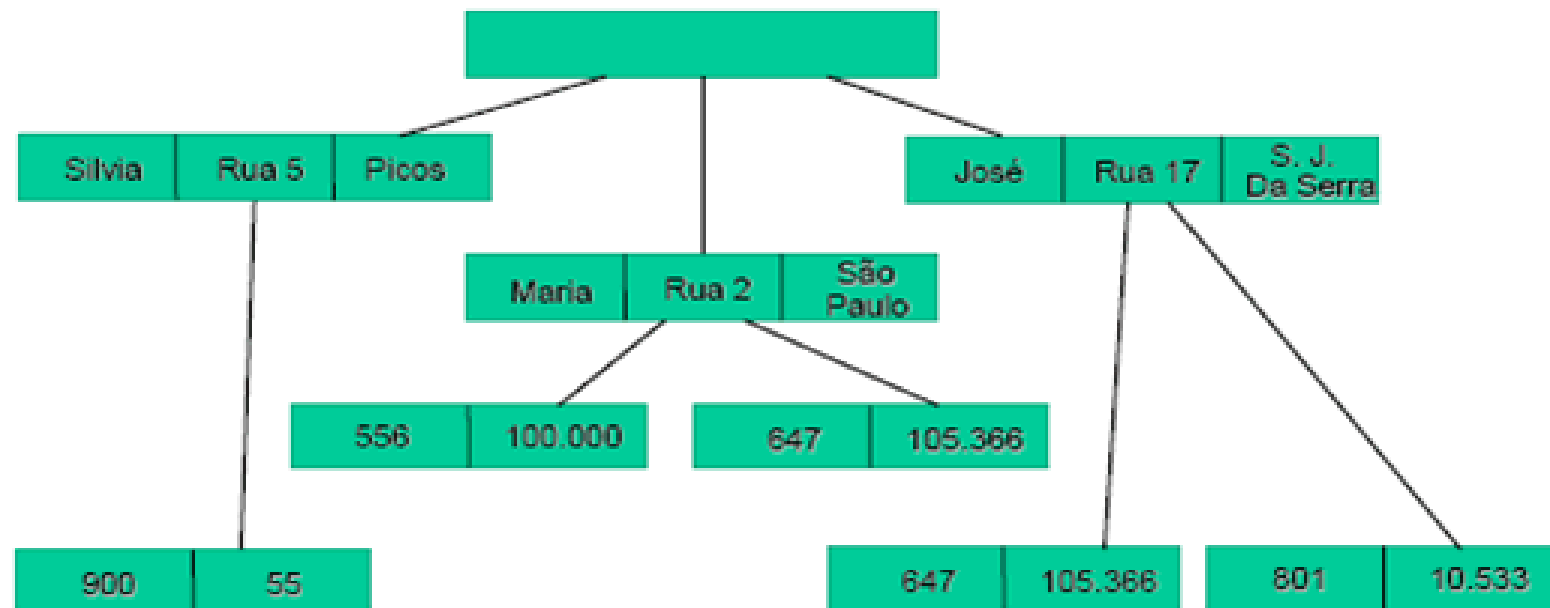 Silvia Rua 5 Picos
José Rua 17 S. J.
Da Serra
Maria Rua 2 São
Paulo
556 100.000 647 105.366
900 55 647 105.366 801 10.533